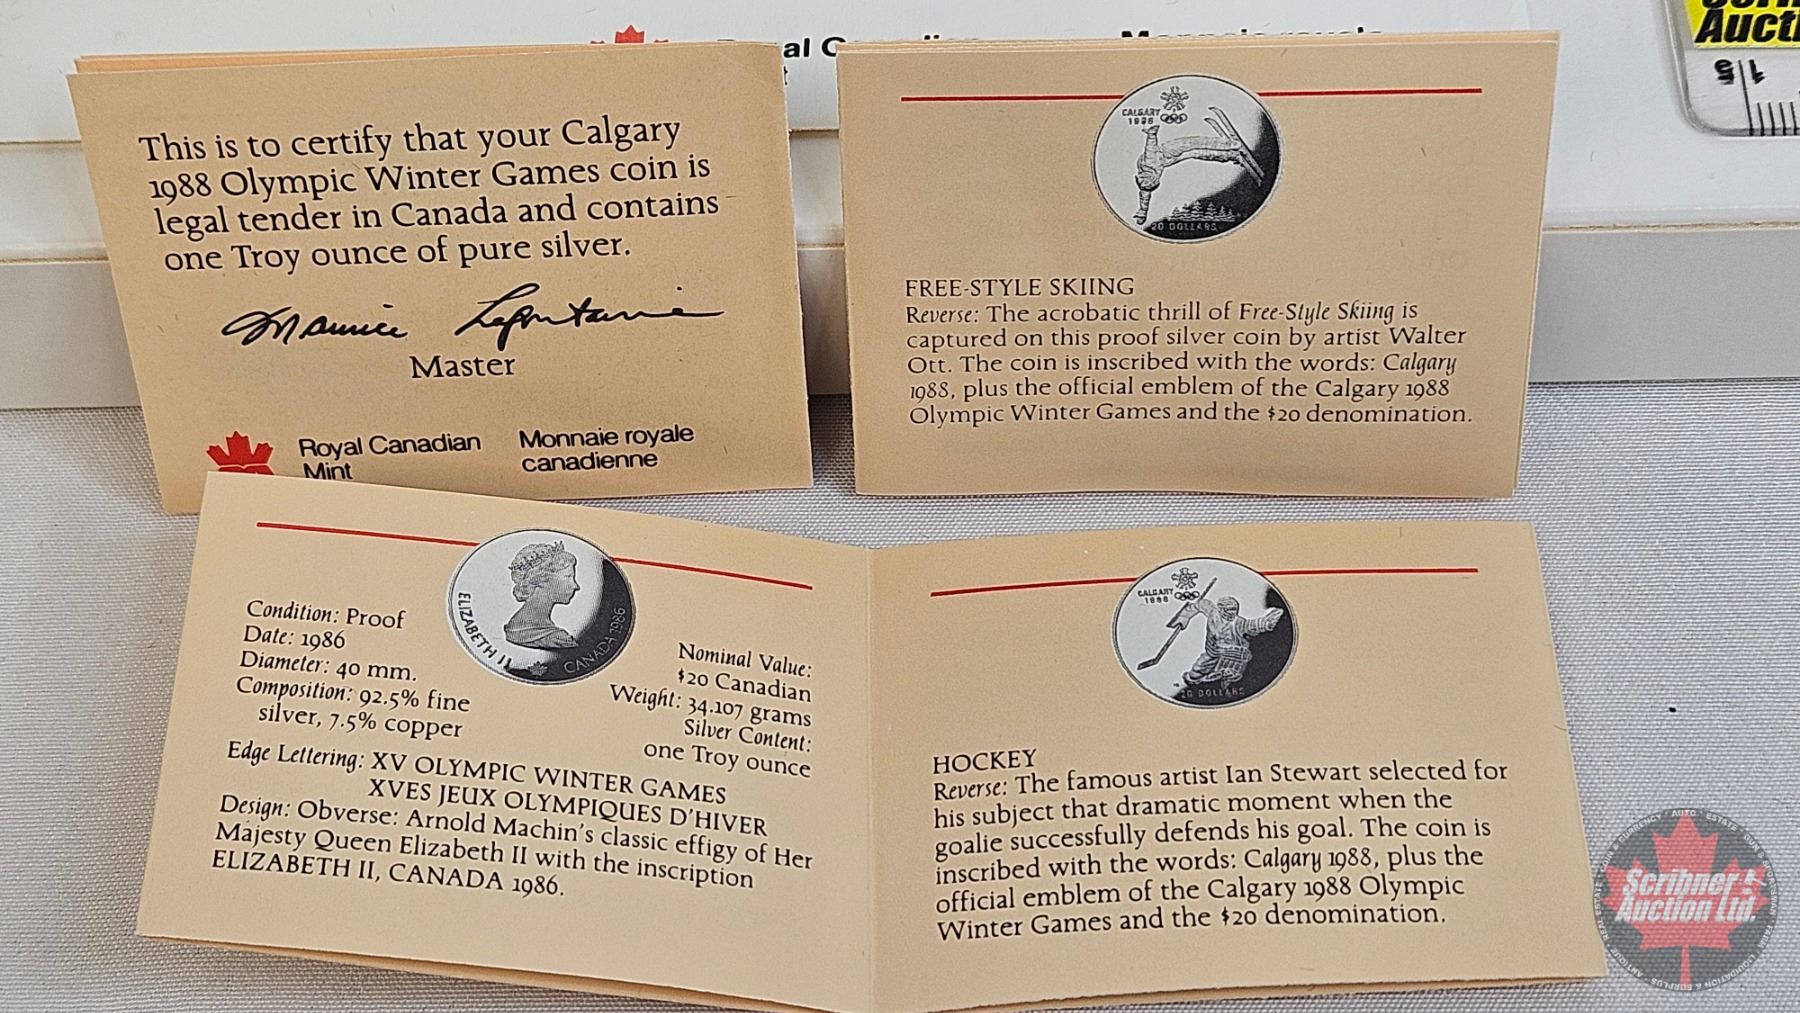 This is to certify that your Calgary
1988 Olympic Winter Games coin is
legal tender in Canada and contains
one Troy ounce of pure silver.
Maurice Lafontaine
Master
Royal Canadian
Mint
Monnaie royale
canadienne
CALGARY
1988
20 DOLLARS
FREE-STYLE SKIING
Reverse: The acrobatic thrill of Free-Style Skiing is
captured on this proof silver coin by artist Walter
Ott. The coin is inscribed with the words: Calgary
1988, plus the official emblem of the Calgary 1988
Olympic Winter Games and the $20 denomination.
Condition: Proof
Date: 1986
Diameter: 40 mm.
Composition: 92.5% fine
silver, 7.5% copper
ELIZABETH II
CANADA 1986
Nominal Value:
$20 Canadian
Weight: 34.107 grams
Silver Content:
one Troy ounce
Edge Lettering: XV OLYMPIC WINTER GAMES
XVES JEUX OLYMPIQUES D'HIVER
Design: Obverse: Arnold Machin's classic effigy of Her
Majesty Queen Elizabeth II with the inscription
ELIZABETH II, CANADA 1986.
CALGARY
1988
20 DOLLARS
HOCKEY
Reverse: The famous artist Ian Stewart selected for
his subject that dramatic moment when the
goalie successfully defends his goal. The coin is
inscribed with the words: Calgary 1988, plus the
official emblem of the Calgary 1988 Olympic
Winter Games and the $20 denomination.
Scribner
Auction Ltd
15